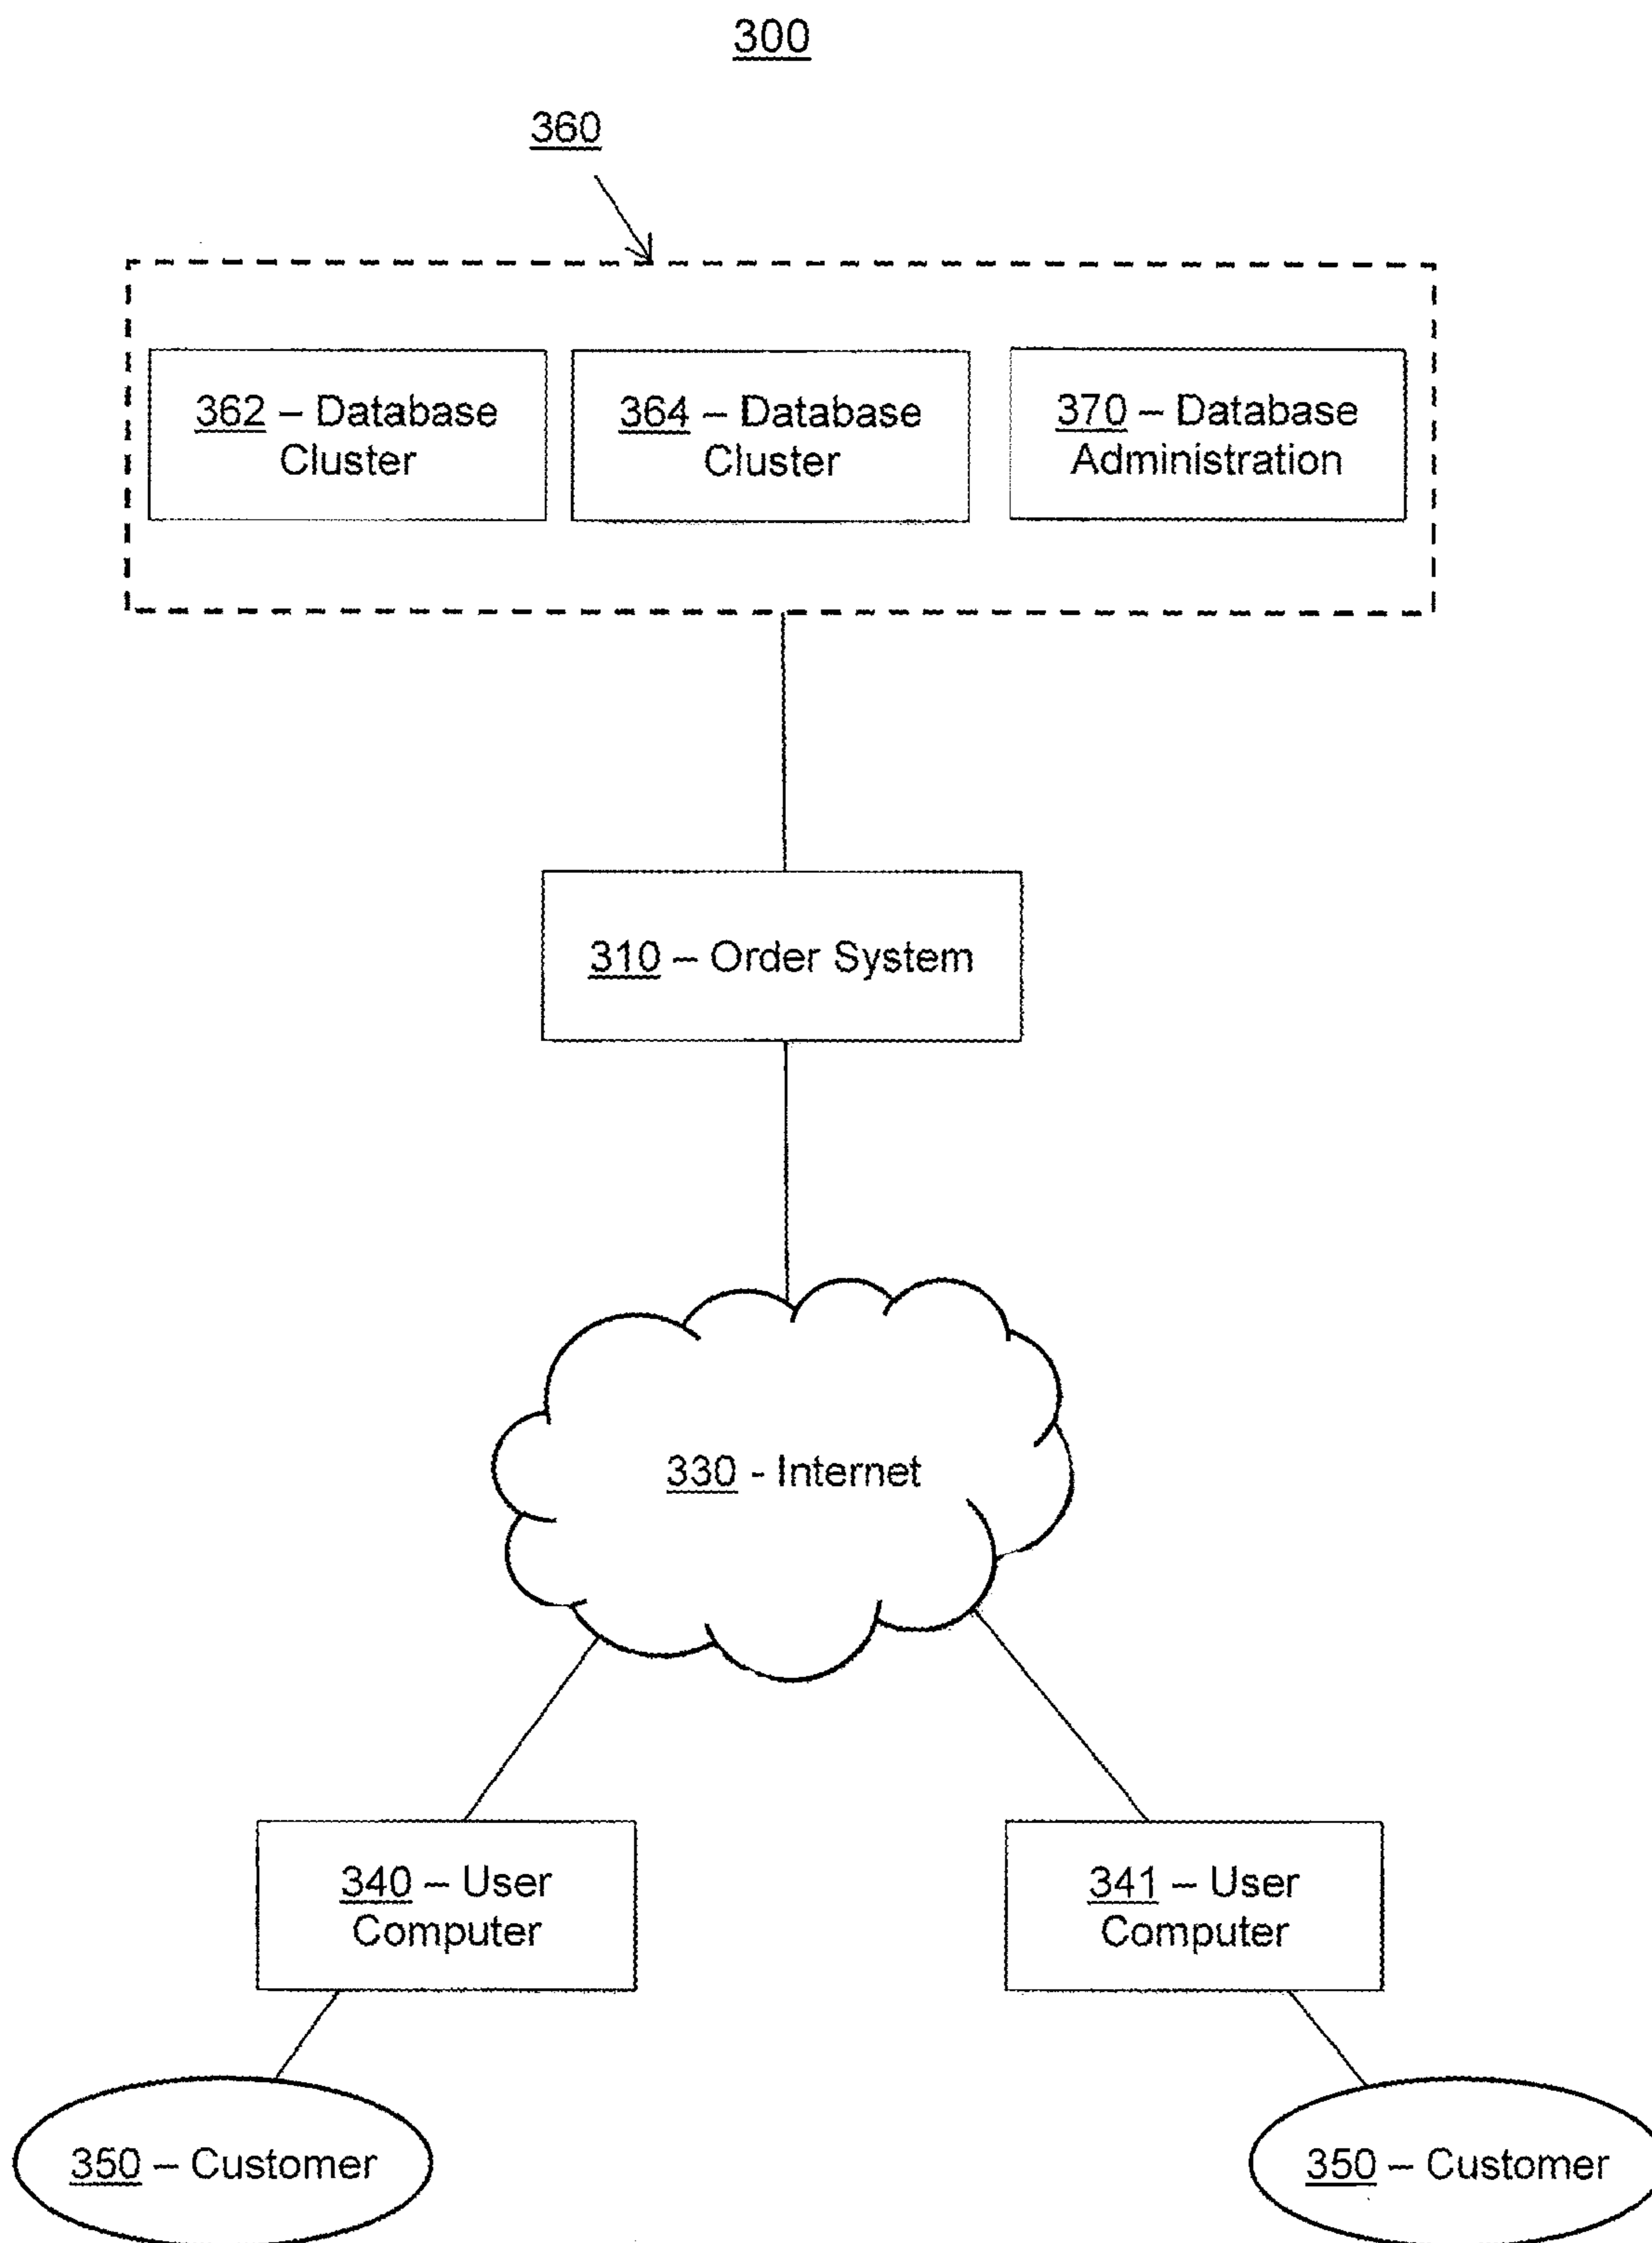 300
360
362 – Database
Cluster
364 – Database
Cluster
370 – Database
Administration
310 – Order System
330 - Internet
340 – User
Computer
341 – User
Computer
350 – Customer
350 – Customer